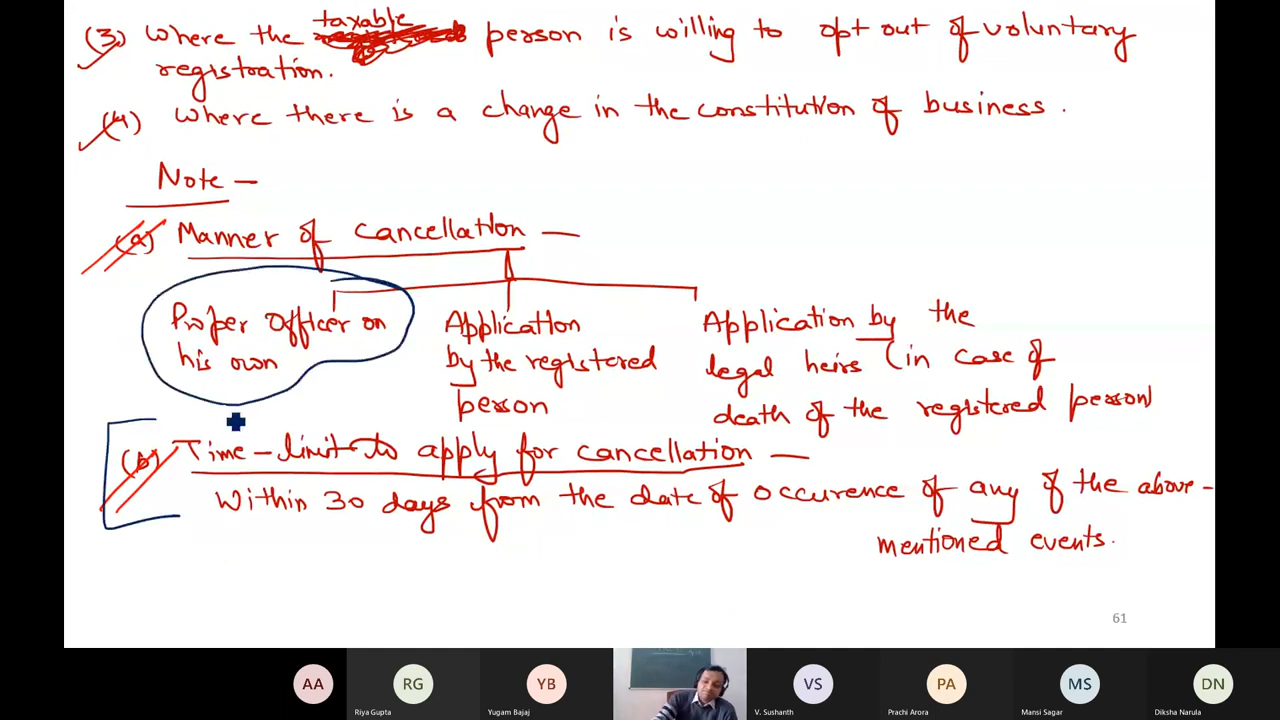 (3) Where the taxable person is willing to opt out of voluntary
registration.
(4) Where there is a change in the constitution of business.
Note -
(a) Manner of cancellation -
Proper Officer on
his own
Application
by the registered
person
Application by the
legal heirs (in case of
death of the registered person)
(b) Time-limit to apply for cancellation -
Within 30 days from the date of occurence of any of the above-
mentioned events.
61
AA
RG
YB
VS
PA
MS
DN
Riya Gupta
Yugam Bajaj
V. Sushanth
Prachi Arora
Mansi Sagar
Diksha Narula